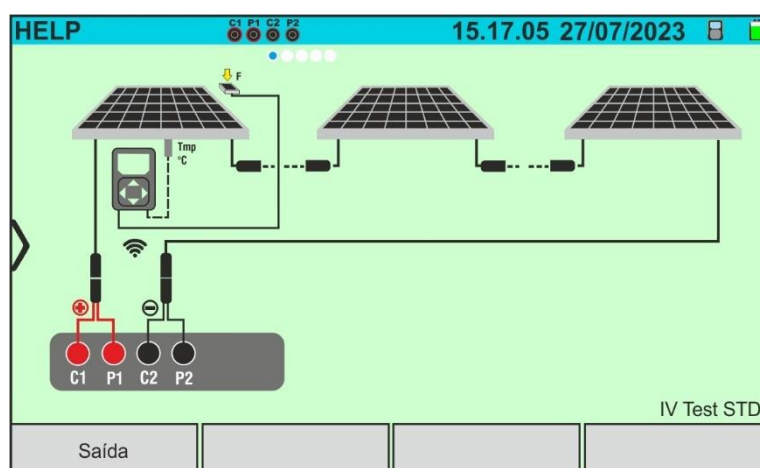 HELP C1 P1 C2 P2 15.17.05 27/07/2023
F
Tmp
°C
C1 P1 C2 P2
IV Test STD
Saída